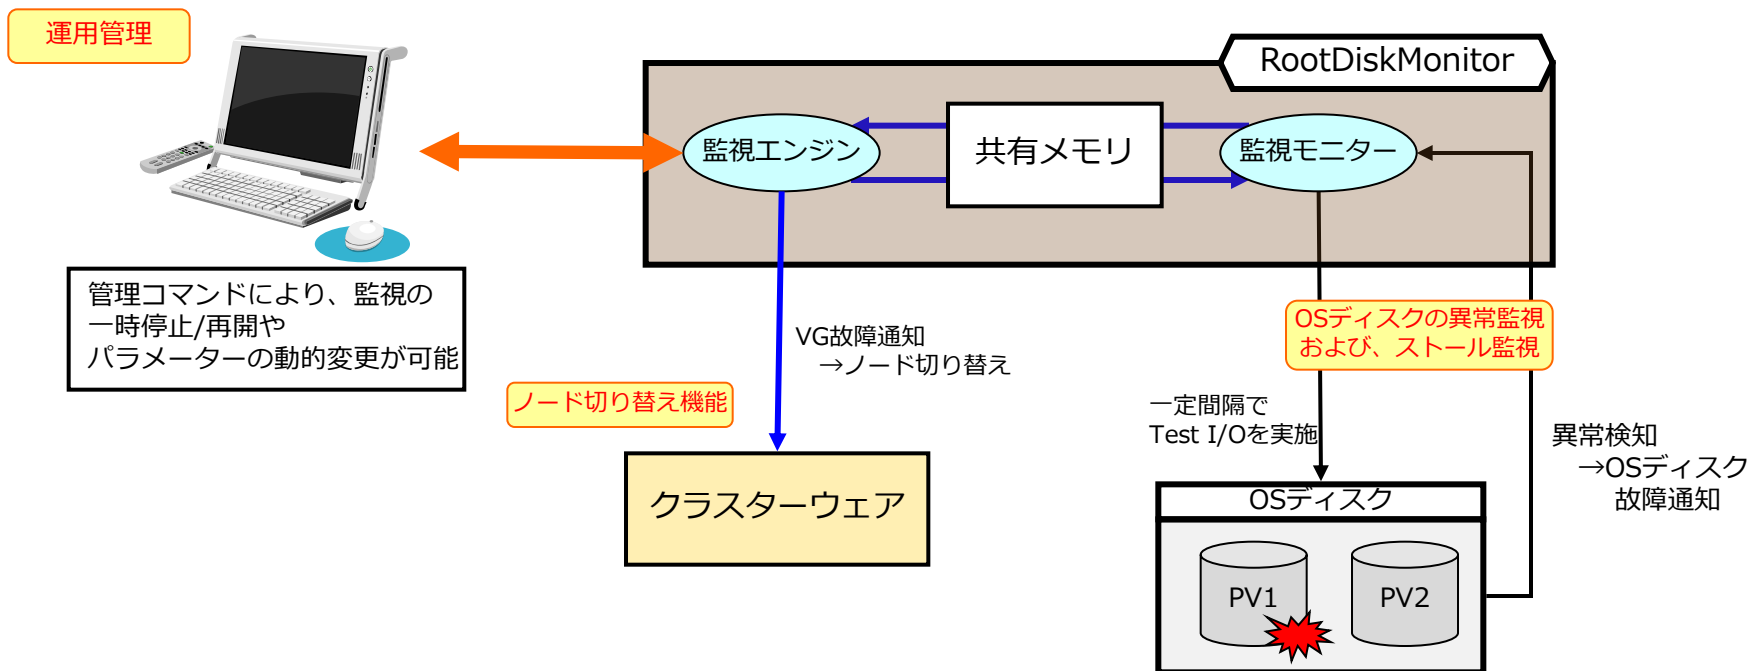 運用管理
RootDiskMonitor
監視エンジン
共有メモリ
監視モニター
管理コマンドにより、監視の
一時停止/再開や
パラメーターの動的変更が可能
VG故障通知
→ノード切り替え
ノード切り替え機能
クラスターウェア
OSディスクの異常監視
および、ストール監視
一定間隔で
Test I/Oを実施
異常検知
→OSディスク
故障通知
OSディスク
PV1
PV2